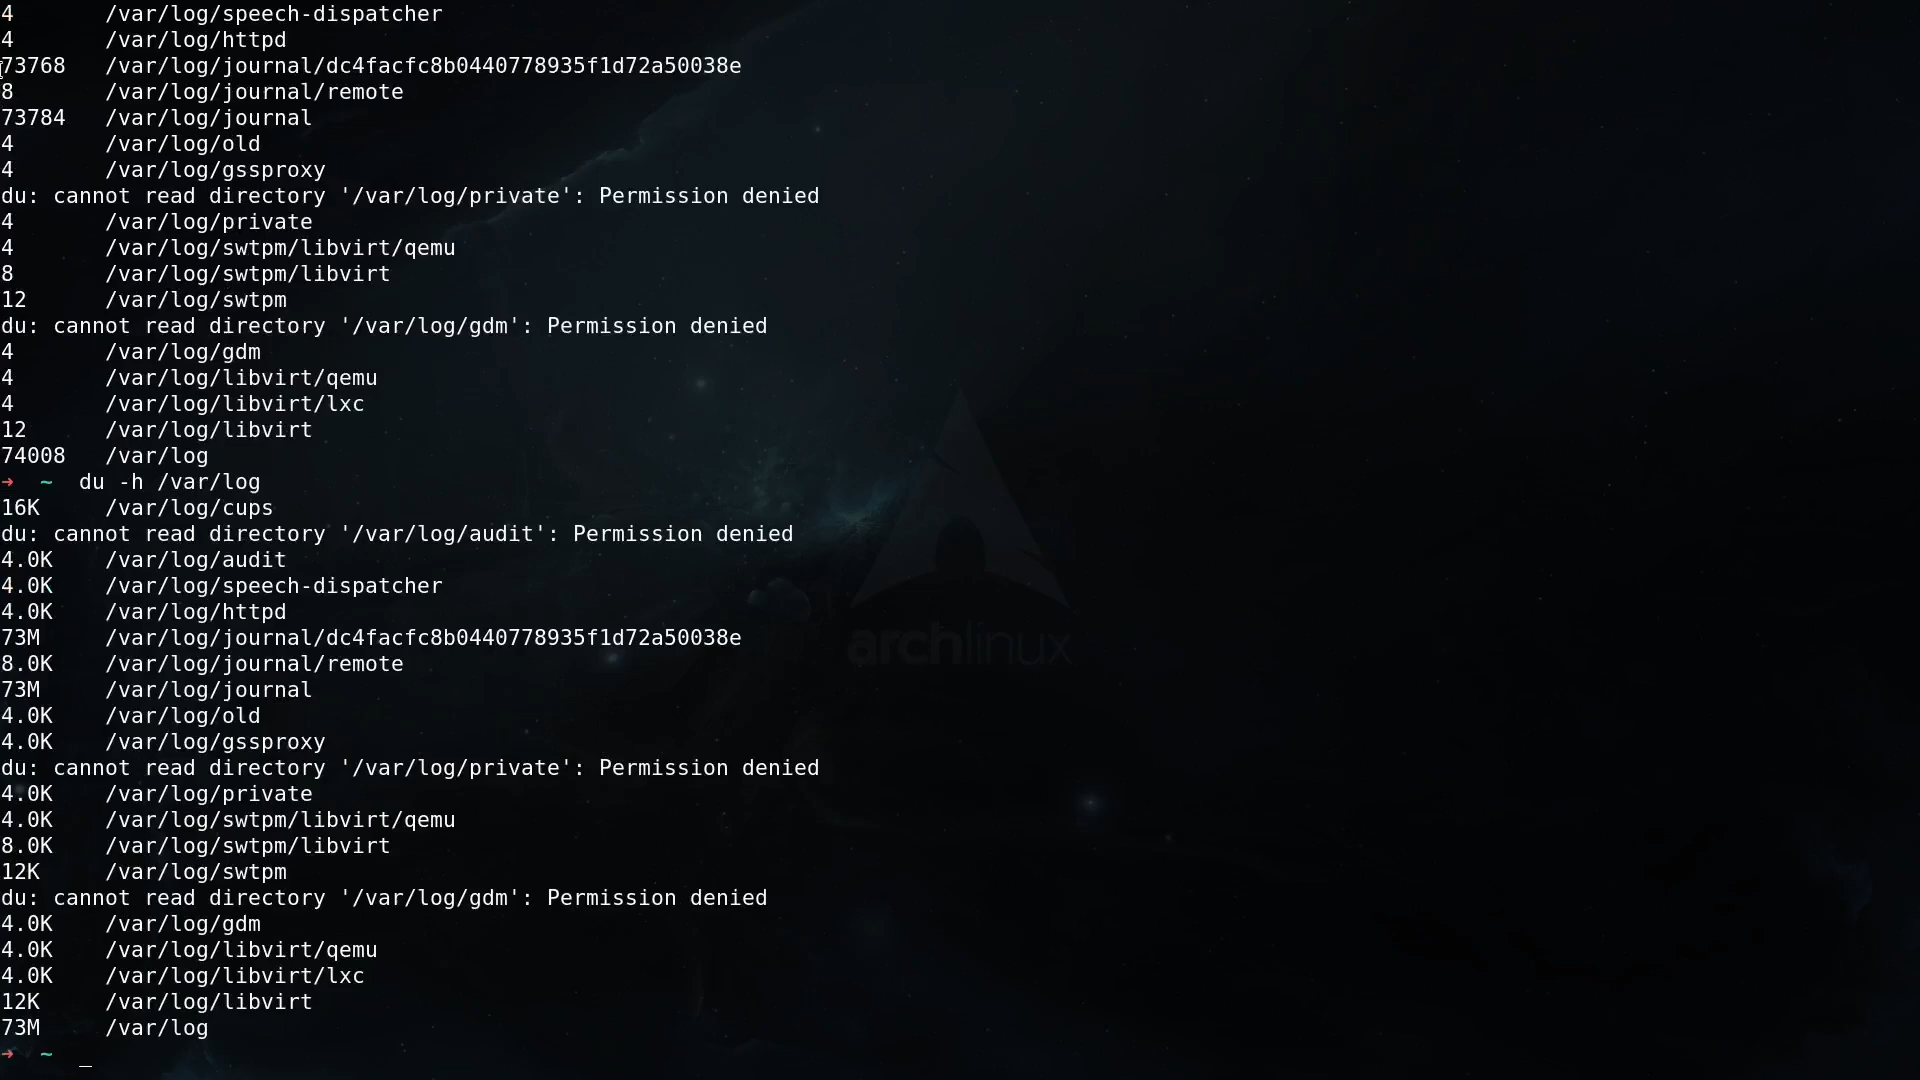 4       /var/log/speech-dispatcher
4       /var/log/httpd
73768   /var/log/journal/dc4facfc8b0440778935f1d72a50038e
8       /var/log/journal/remote
73784   /var/log/journal
4       /var/log/old
4       /var/log/gssproxy
du: cannot read directory '/var/log/private': Permission denied
4       /var/log/private
4       /var/log/swtpm/libvirt/qemu
8       /var/log/swtpm/libvirt
12      /var/log/swtpm
du: cannot read directory '/var/log/gdm': Permission denied
4       /var/log/gdm
4       /var/log/libvirt/qemu
4       /var/log/libvirt/lxc
12      /var/log/libvirt
74008   /var/log
➜  ~  du -h /var/log
16K     /var/log/cups
du: cannot read directory '/var/log/audit': Permission denied
4.0K    /var/log/audit
4.0K    /var/log/speech-dispatcher
4.0K    /var/log/httpd
73M     /var/log/journal/dc4facfc8b0440778935f1d72a50038e
8.0K    /var/log/journal/remote
73M     /var/log/journal
4.0K    /var/log/old
4.0K    /var/log/gssproxy
du: cannot read directory '/var/log/private': Permission denied
4.0K    /var/log/private
4.0K    /var/log/swtpm/libvirt/qemu
8.0K    /var/log/swtpm/libvirt
12K     /var/log/swtpm
du: cannot read directory '/var/log/gdm': Permission denied
4.0K    /var/log/gdm
4.0K    /var/log/libvirt/qemu
4.0K    /var/log/libvirt/lxc
12K     /var/log/libvirt
73M     /var/log
➜  ~  _
archlinux